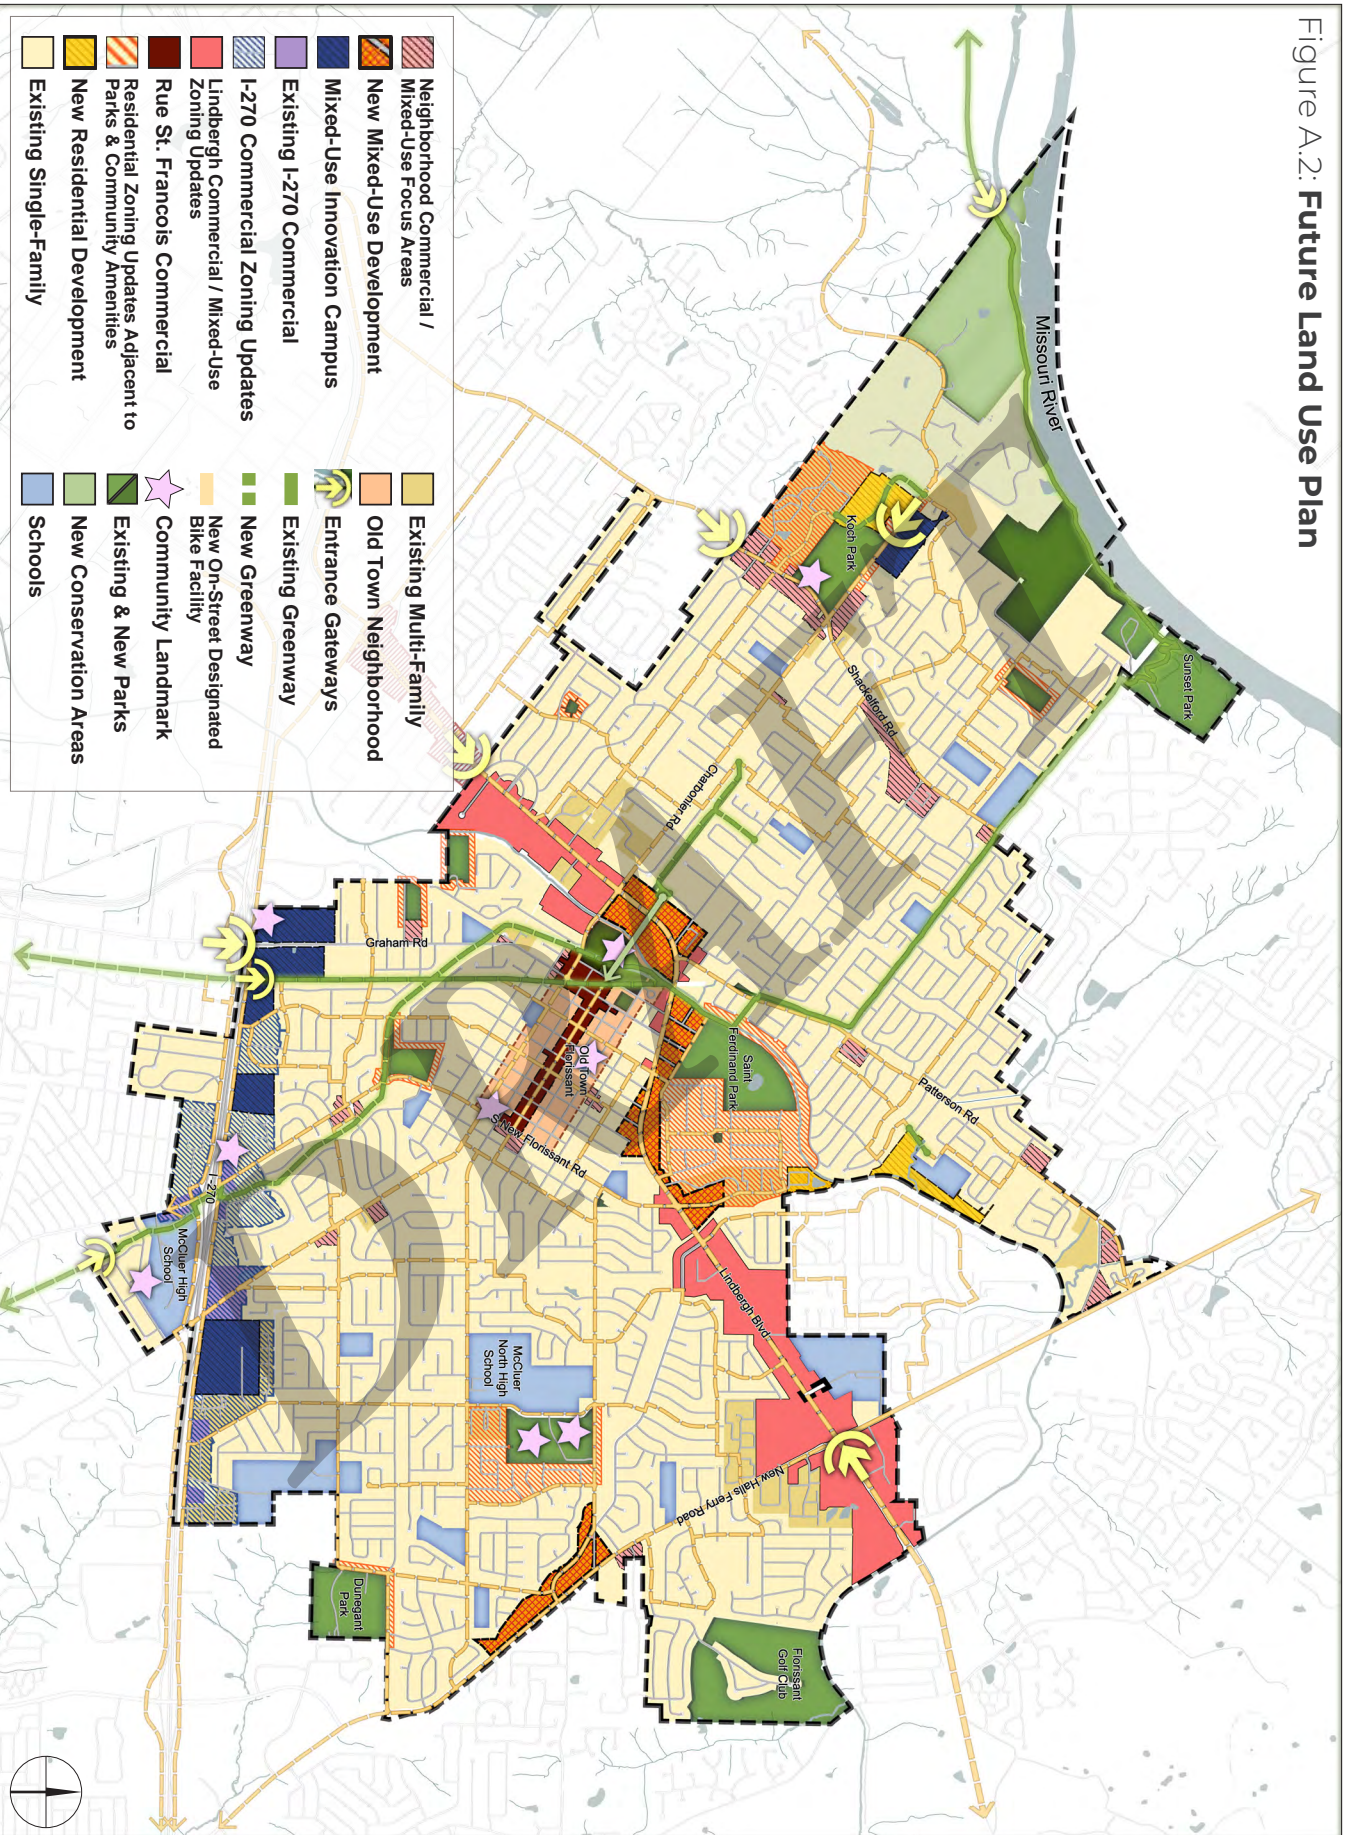 Figure A.2: Future Land Use Plan
Missouri River
Sunset Park
Koch Park
Shackelford Rd
Charbonier Rd
Patterson Rd
Saint
Ferdinand Park
Graham Rd
Old Town
Florissant
S New Florissant Rd
Lindbergh Blvd
New Halls Ferry Road
I-270
McCluer High
School
McCluer
North High
School
Florissant
Golf Club
Dunegant
Park
DRAFT
Neighborhood Commercial /
Mixed-Use Focus Areas
New Mixed-Use Development
Mixed-Use Innovation Campus
Existing I-270 Commercial
I-270 Commercial Zoning Updates
Lindbergh Commercial / Mixed-Use
Zoning Updates
Rue St. Francois Commercial
Residential Zoning Updates Adjacent to
Parks & Community Amenities
New Residential Development
Existing Single-Family
Existing Multi-Family
Old Town Neighborhood
Entrance Gateways
Existing Greenway
New Greenway
New On-Street Designated
Bike Facility
Community Landmark
Existing & New Parks
New Conservation Areas
Schools